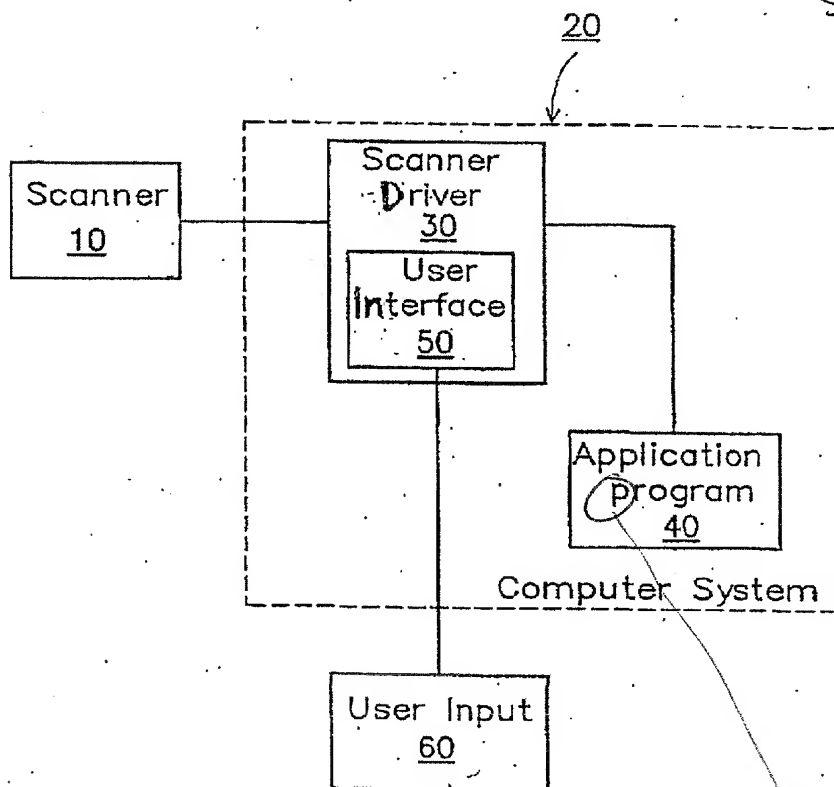 20
Scanner
10
Scanner
Driver
30
User
Interface
50
Application
program
40
Computer System
User Input
60